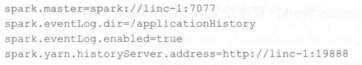 spark.master=spark://linc-1:7077
spark.eventLog.dir=/applicationHistory
spark.eventLog.enabled=true
spark.yarn.historyServer.address=http://linc-1:19888